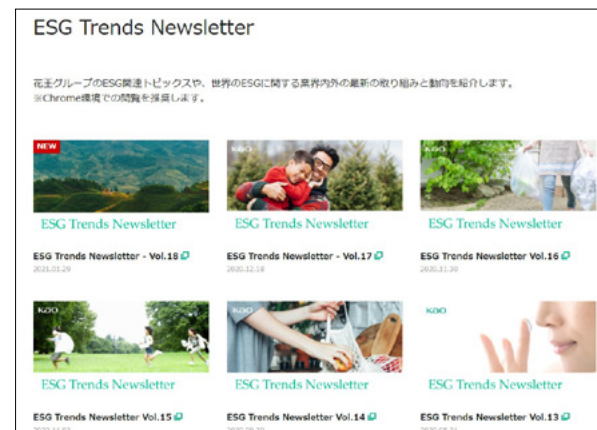 ESG Trends Newsletter
花王グループのESG関連トピックスや、世界のESGに関する業界内外の最新の取り組みと動向を紹介します。
※Chrome環境での閲覧を推奨します。
NEW
Kao
ESG Trends Newsletter
ESG Trends Newsletter
ESG Trends Newsletter
ESG Trends Newsletter - Vol.18
ESG Trends Newsletter - Vol.17
ESG Trends Newsletter Vol.16
2021.01.29
2020.12.18
2020.11.30
Kao
Kao
ESG Trends Newsletter
ESG Trends Newsletter
ESG Trends Newsletter
ESG Trends Newsletter Vol.15
ESG Trends Newsletter Vol.14
ESG Trends Newsletter Vol.13